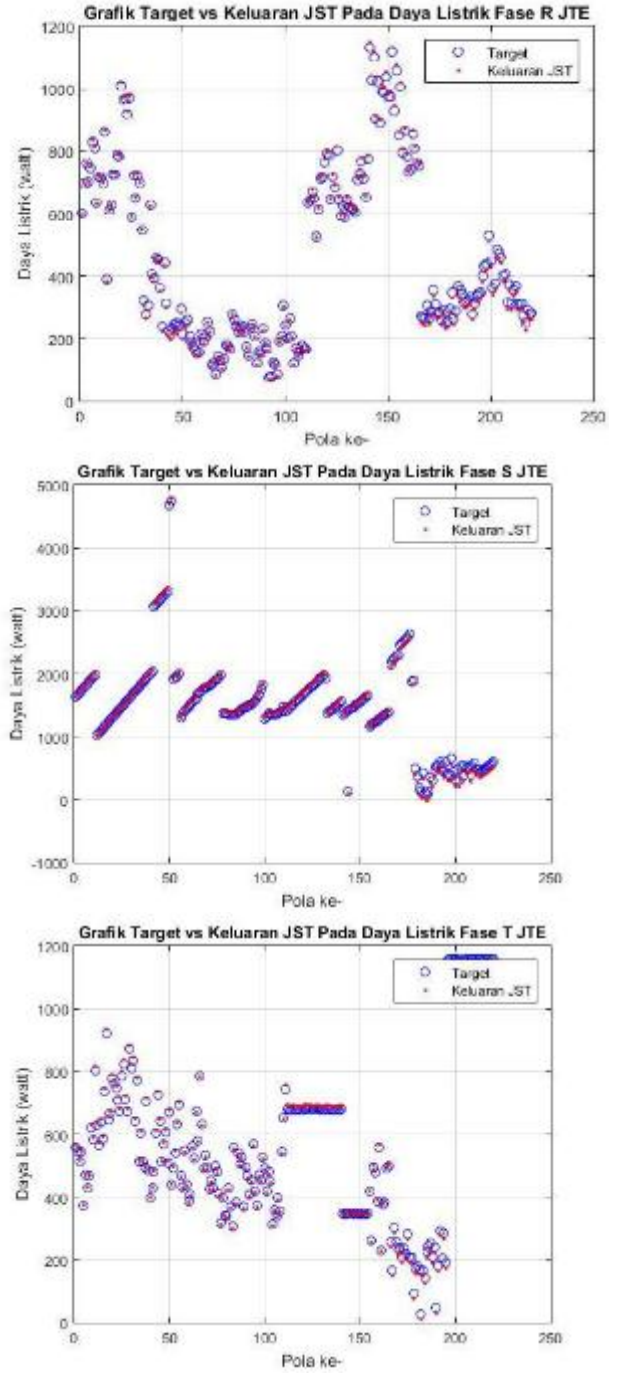 Grafik Target vs Keluaran JST Pada Daya Listrik Fase R JTE
1200
1000
800
600
400
200
0
Daya Listrik (watt)
Target
Keluaran JST
0 50 100 150 200 250
Pola ke-
Grafik Target vs Keluaran JST Pada Daya Listrik Fase S JTE
5000
4000
3000
2000
1000
0
-1000
Daya Listrik (watt)
Target
Keluaran JST
0 50 100 150 200 250
Pola ke-
Grafik Target vs Keluaran JST Pada Daya Listrik Fase T JTE
1200
1000
800
600
400
200
0
Daya Listrik (watt)
Target
Keluaran JST
0 50 100 150 200 250
Pola ke-